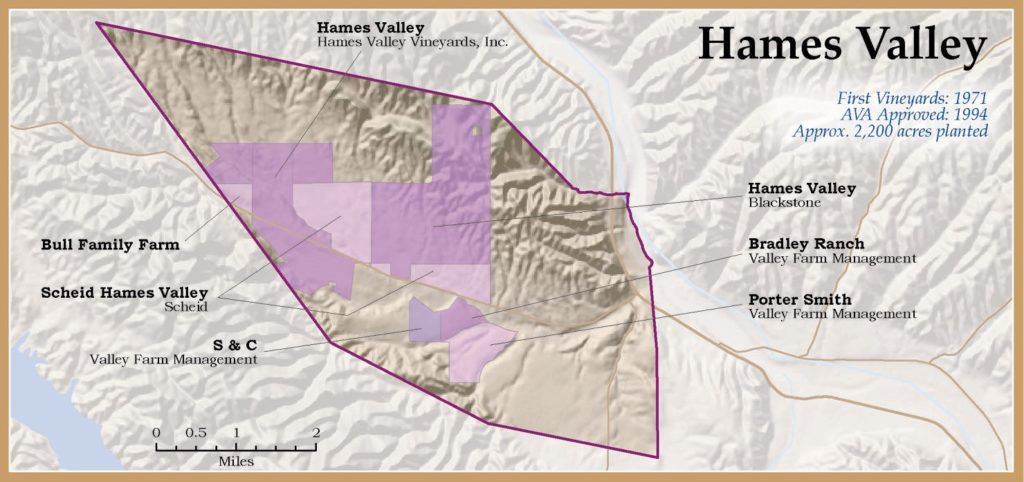 Hames Valley
First Vineyards: 1971
AVA Approved: 1994
Approx. 2,200 acres planted
Hames Valley
Hames Valley Vineyards, Inc.
Hames Valley
Blackstone
Bull Family Farm
Bradley Ranch
Valley Farm Management
Scheid Hames Valley
Scheid
Porter Smith
Valley Farm Management
S & C
Valley Farm Management
0 0.5 1 2
Miles